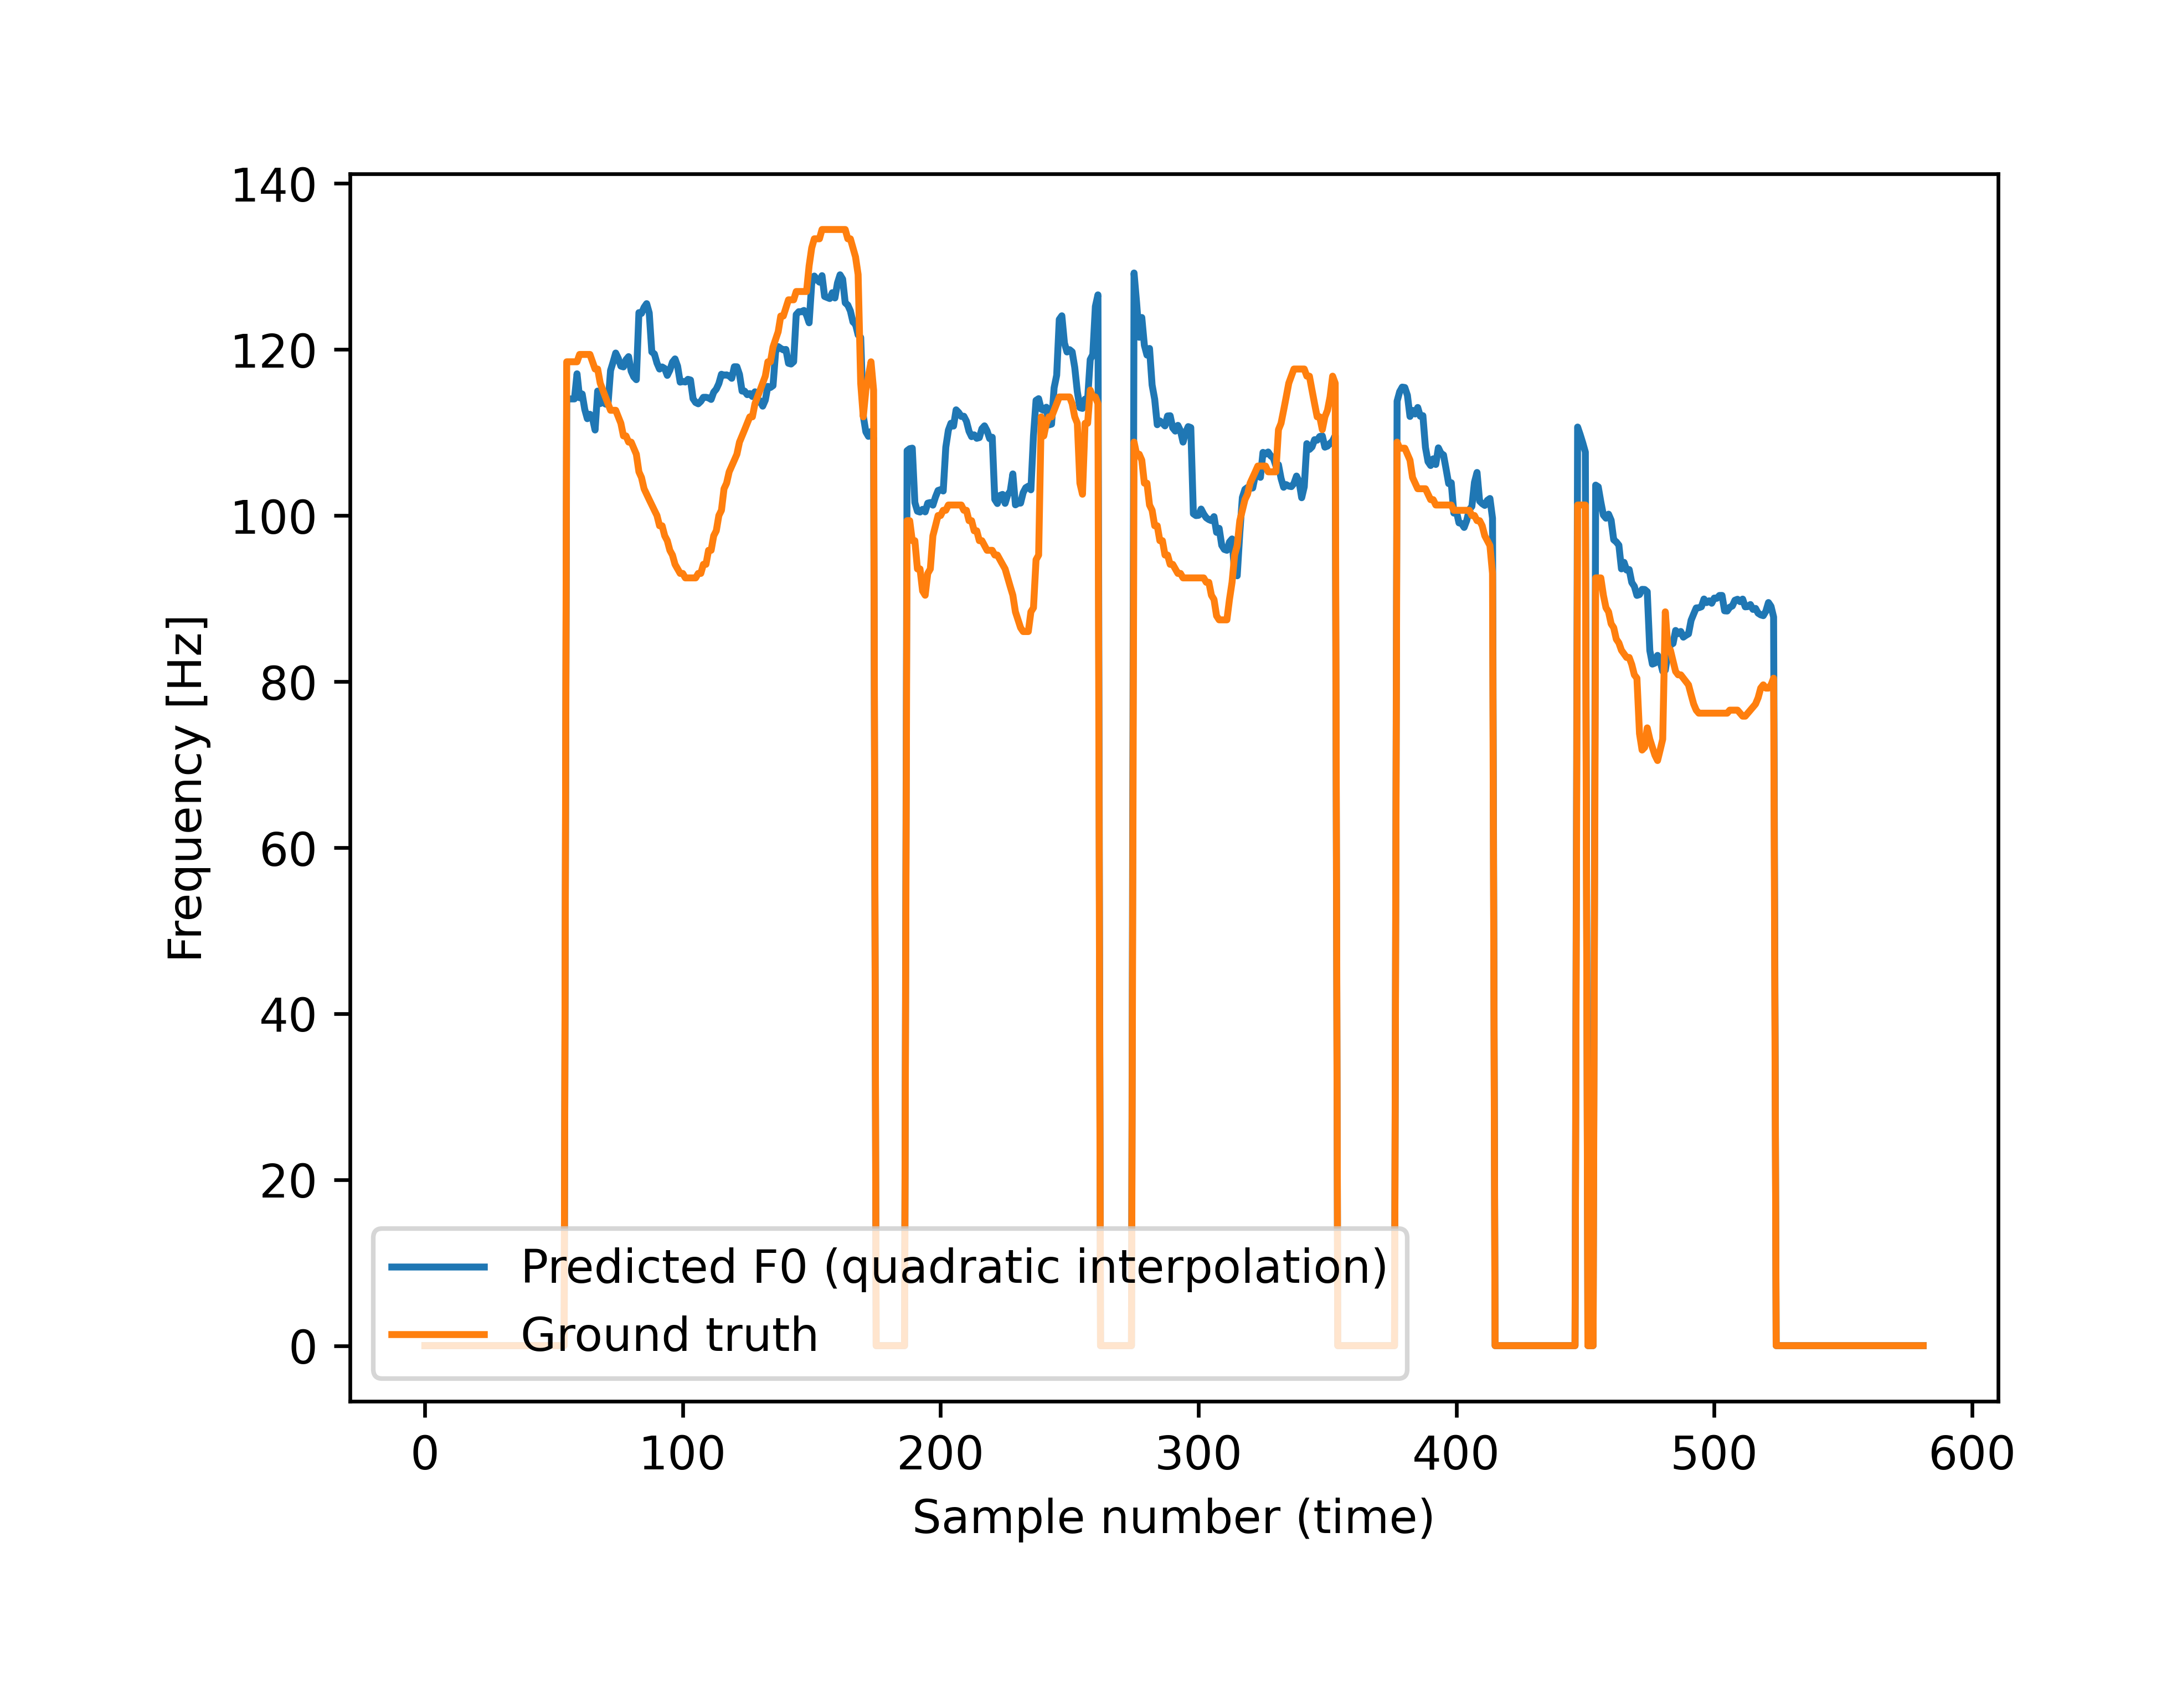 140
120
100
80
60
40
20
0
Frequency [Hz]
Predicted F0 (quadratic interpolation)
Ground truth
0 100 200 300 400 500 600
Sample number (time)